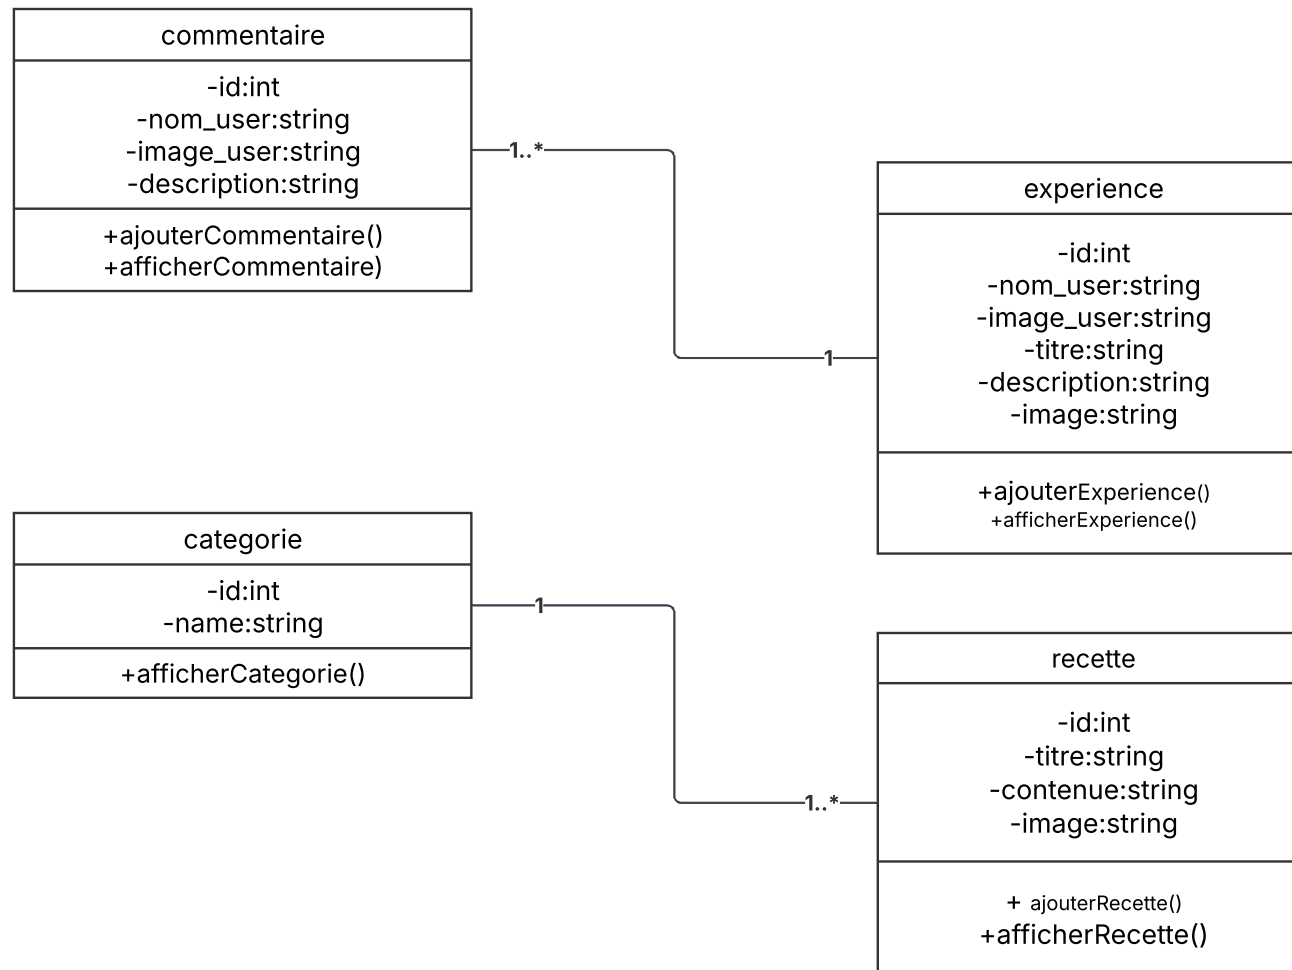 commentaire
-id:int
-nom_user:string
-image_user:string
-description:string
+ajouterCommentaire()
+afficherCommentaire)
1..*
1
experience
-id:int
-nom_user:string
-image_user:string
-titre:string
-description:string
-image:string
+ajouterExperience()
+afficherExperience()
categorie
-id:int
-name:string
+afficherCategorie()
1
1..*
recette
-id:int
-titre:string
-contenue:string
-image:string
+ ajouterRecette()
+afficherRecette()